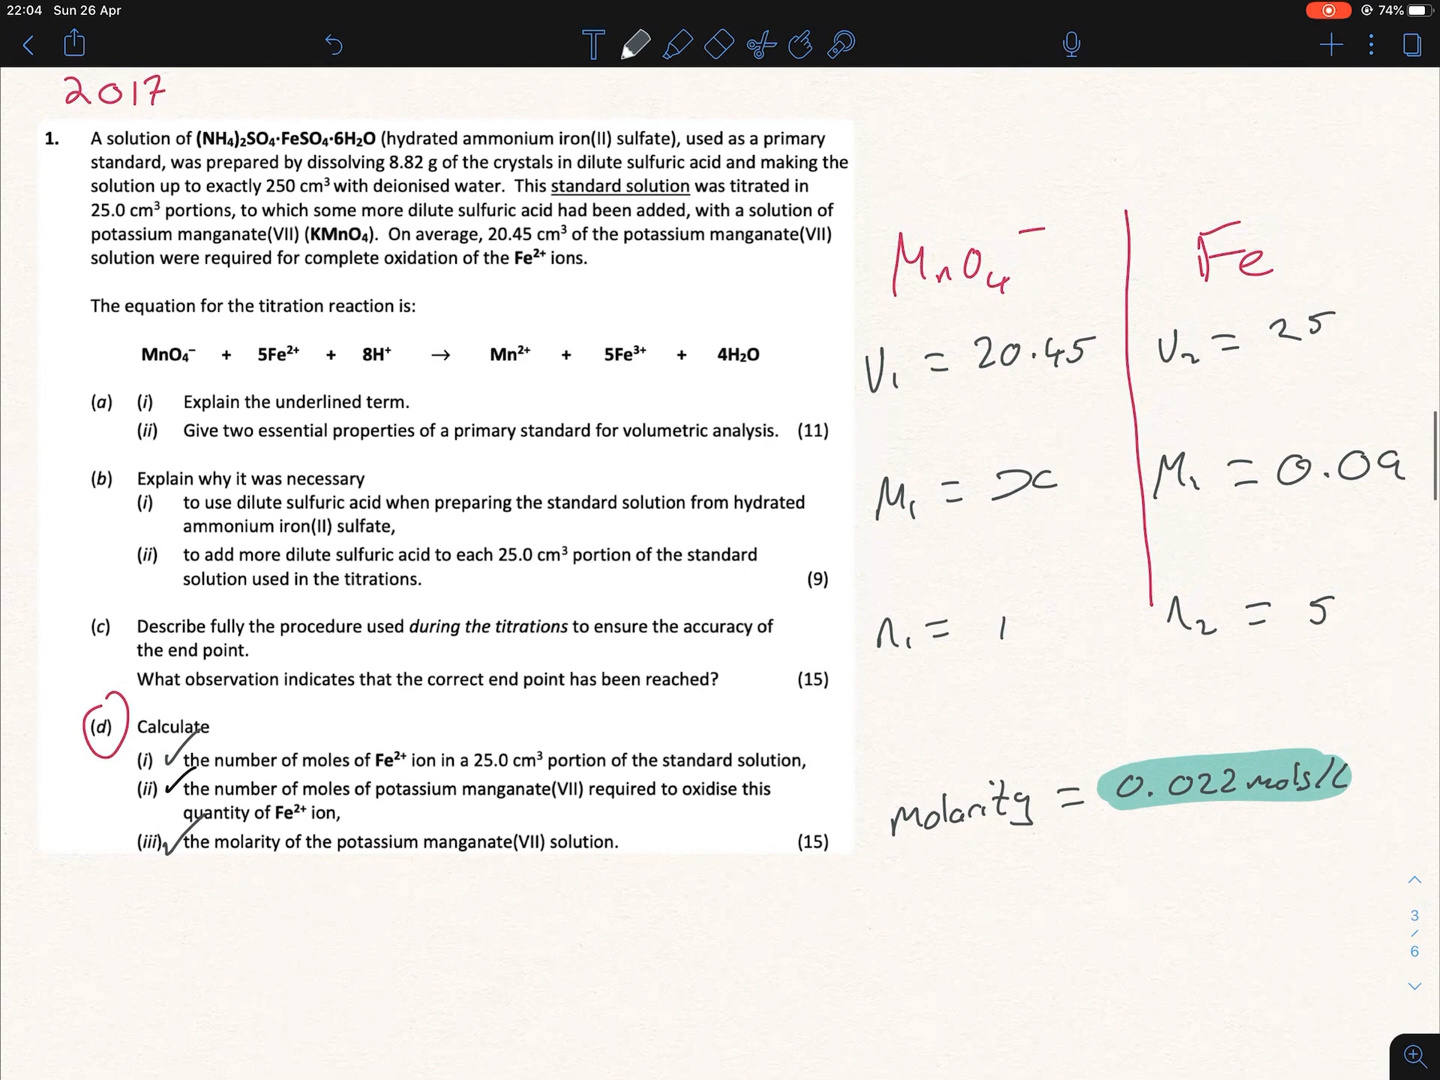 22:04 Sun 26 Apr
74%
2017
1. A solution of (NH₄)₂SO₄·FeSO₄·6H₂O (hydrated ammonium iron(II) sulfate), used as a primary
standard, was prepared by dissolving 8.82 g of the crystals in dilute sulfuric acid and making the
solution up to exactly 250 cm³ with deionised water. This standard solution was titrated in
25.0 cm³ portions, to which some more dilute sulfuric acid had been added, with a solution of
potassium manganate(VII) (KMnO₄). On average, 20.45 cm³ of the potassium manganate(VII)
solution were required for complete oxidation of the Fe²⁺ ions.
The equation for the titration reaction is:
MnO₄⁻ + 5Fe²⁺ + 8H⁺ → Mn²⁺ + 5Fe³⁺ + 4H₂O
(a) (i) Explain the underlined term.
(ii) Give two essential properties of a primary standard for volumetric analysis. (11)
(b) Explain why it was necessary
(i) to use dilute sulfuric acid when preparing the standard solution from hydrated
ammonium iron(II) sulfate,
(ii) to add more dilute sulfuric acid to each 25.0 cm³ portion of the standard
solution used in the titrations. (9)
(c) Describe fully the procedure used during the titrations to ensure the accuracy of
the end point.
What observation indicates that the correct end point has been reached? (15)
(d) Calculate
(i) the number of moles of Fe²⁺ ion in a 25.0 cm³ portion of the standard solution,
(ii) the number of moles of potassium manganate(VII) required to oxidise this
quantity of Fe²⁺ ion,
(iii) the molarity of the potassium manganate(VII) solution. (15)
MnO₄⁻ Fe
V₁ = 20.45 V₂ = 25
M₁ = x M₂ = 0.09
n₁ = 1 n₂ = 5
Molarity = 0.022 mols/L
3
/
6